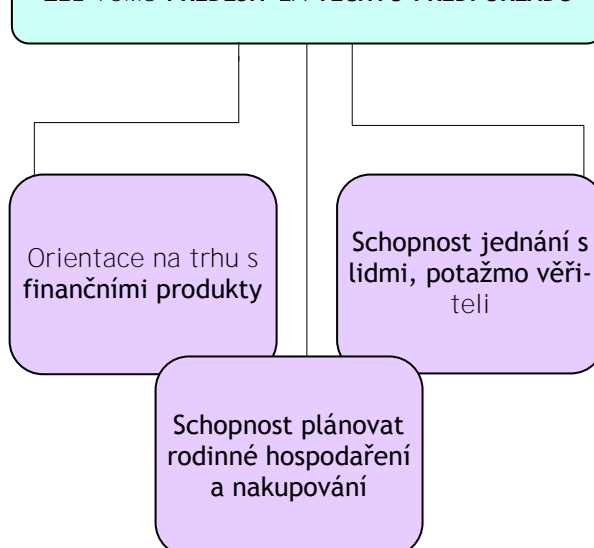 Orientace na trhu s
finančními produkty
Schopnost jednání s
lidmi, potažmo věři-
teli
Schopnost plánovat
rodinné hospodaření
a nakupování